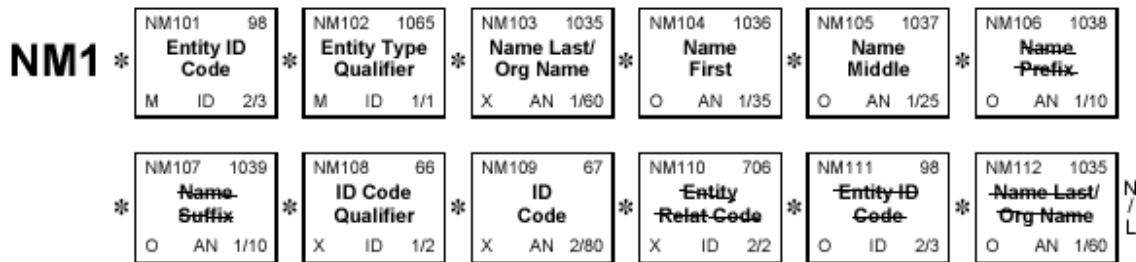 NM101 98 NM102 1065 NM103 1035 NM104 1036 NM105 1037 NM106 1038
NM1 * Entity ID * Entity Type * Name Last/ * Name * Name * Name
Code Qualifier Org Name First Middle Prefix
M ID 2/3 M ID 1/1 X AN 1/60 O AN 1/35 O AN 1/25 O AN 1/10
NM107 1039 NM108 66 NM109 67 NM110 706 NM111 98 NM112 1035
* Name * ID Code * ID * Entity * Entity ID * Name Last/
Suffix Qualifier Code Relat Code Code Org Name
O AN 1/10 X ID 1/2 X AN 2/80 X ID 2/2 O ID 2/3 O AN 1/60